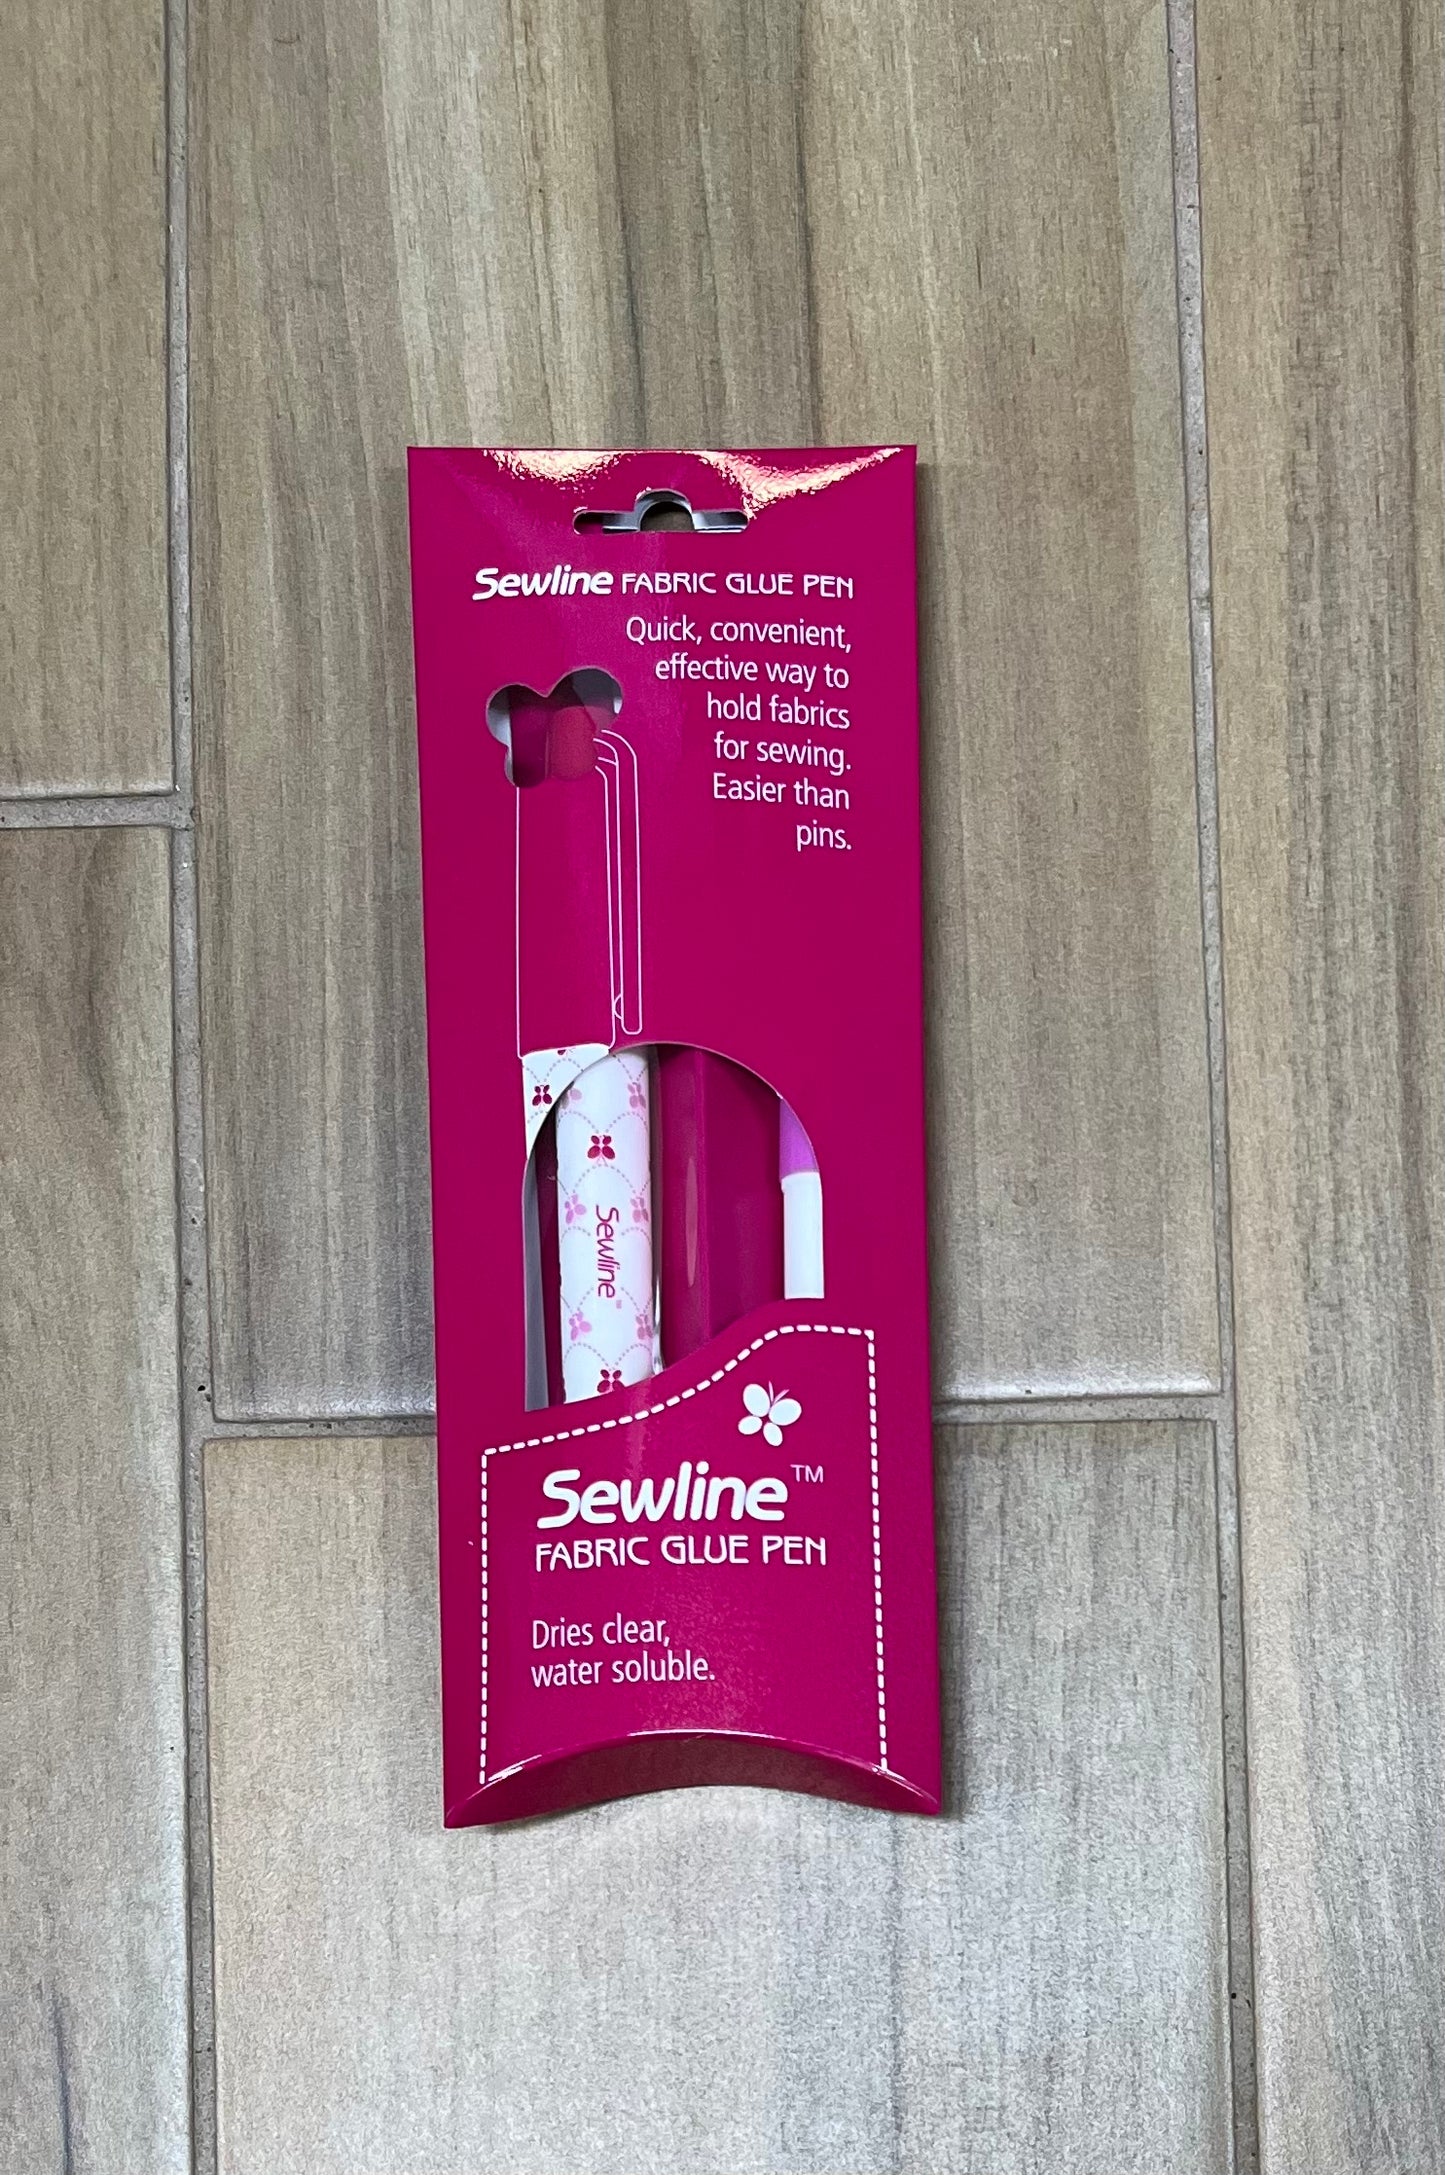 Sewline FABRIC GLUE PEN
Quick, convenient,
effective way to
hold fabrics
for sewing.
Easier than
pins.
Sewline™
Sewline™
FABRIC GLUE PEN
Dries clear,
water soluble.